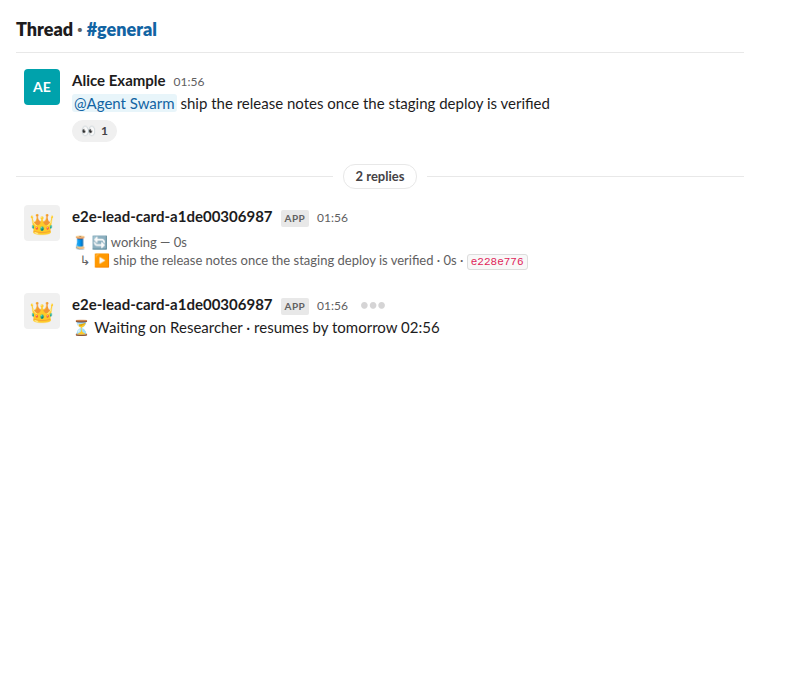 Thread · #general
AE
Alice Example 01:56
@Agent Swarm ship the release notes once the staging deploy is verified
👀 1
2 replies
e2e-lead-card-a1de00306987 APP 01:56
🧵 🔄 working — 0s
↳ ▶️ ship the release notes once the staging deploy is verified · 0s · e228e776
e2e-lead-card-a1de00306987 APP 01:56
⏳ Waiting on Researcher · resumes by tomorrow 02:56